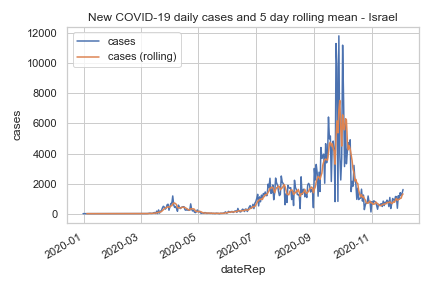 New COVID-19 daily cases and 5 day rolling mean - Israel
cases
cases (rolling)
12000
10000
8000
6000
4000
2000
0
cases
2020-01
2020-03
2020-05
2020-07
2020-09
2020-11
dateRep